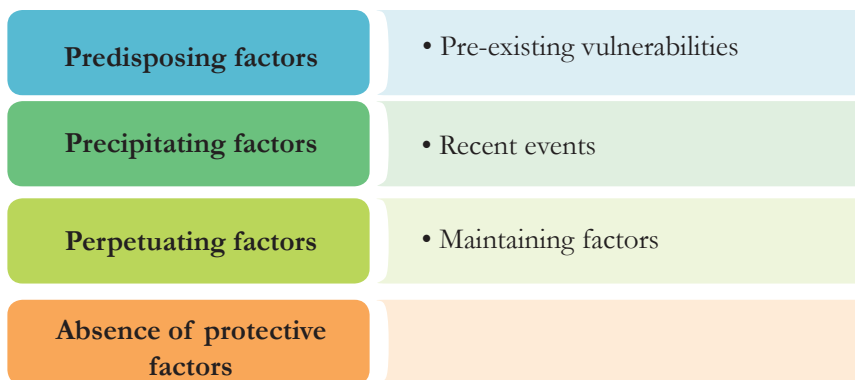 Predisposing factors
• Pre-existing vulnerabilities
Precipitating factors
• Recent events
Perpetuating factors
• Maintaining factors
Absence of protective
factors